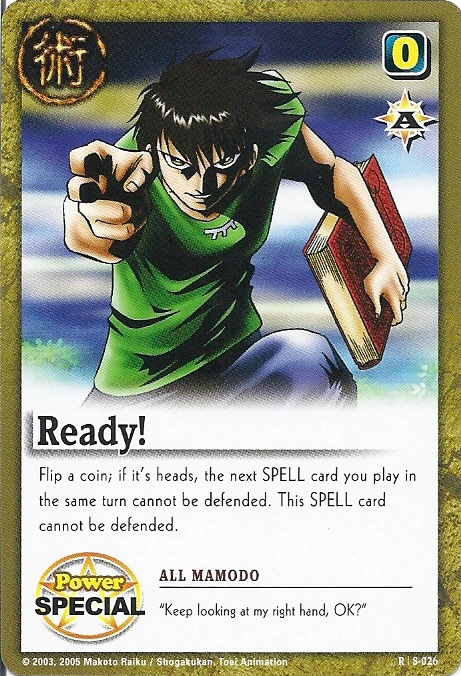 術
0
A
Ready!
Flip a coin; if it's heads, the next SPELL card you play in
the same turn cannot be defended. This SPELL card
cannot be defended.
Power
SPECIAL
ALL MAMODO
“Keep looking at my right hand, OK?”
© 2003, 2005 Makoto Raiku / Shogakukan, Toei Animation
R | S-026